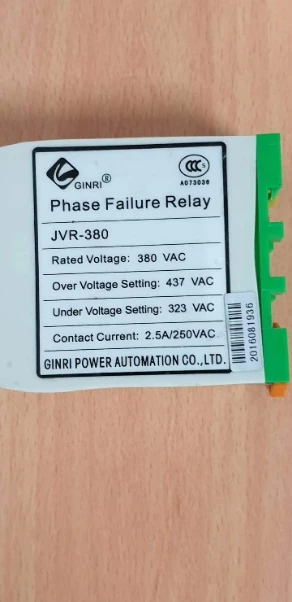 GINRI®
CCC S
A073036
Phase Failure Relay
JVR-380
Rated Voltage: 380 VAC
Over Voltage Setting: 437 VAC
Under Voltage Setting: 323 VAC
Contact Current: 2.5A/250VAC
GINRI POWER AUTOMATION CO.,LTD.
2016081936